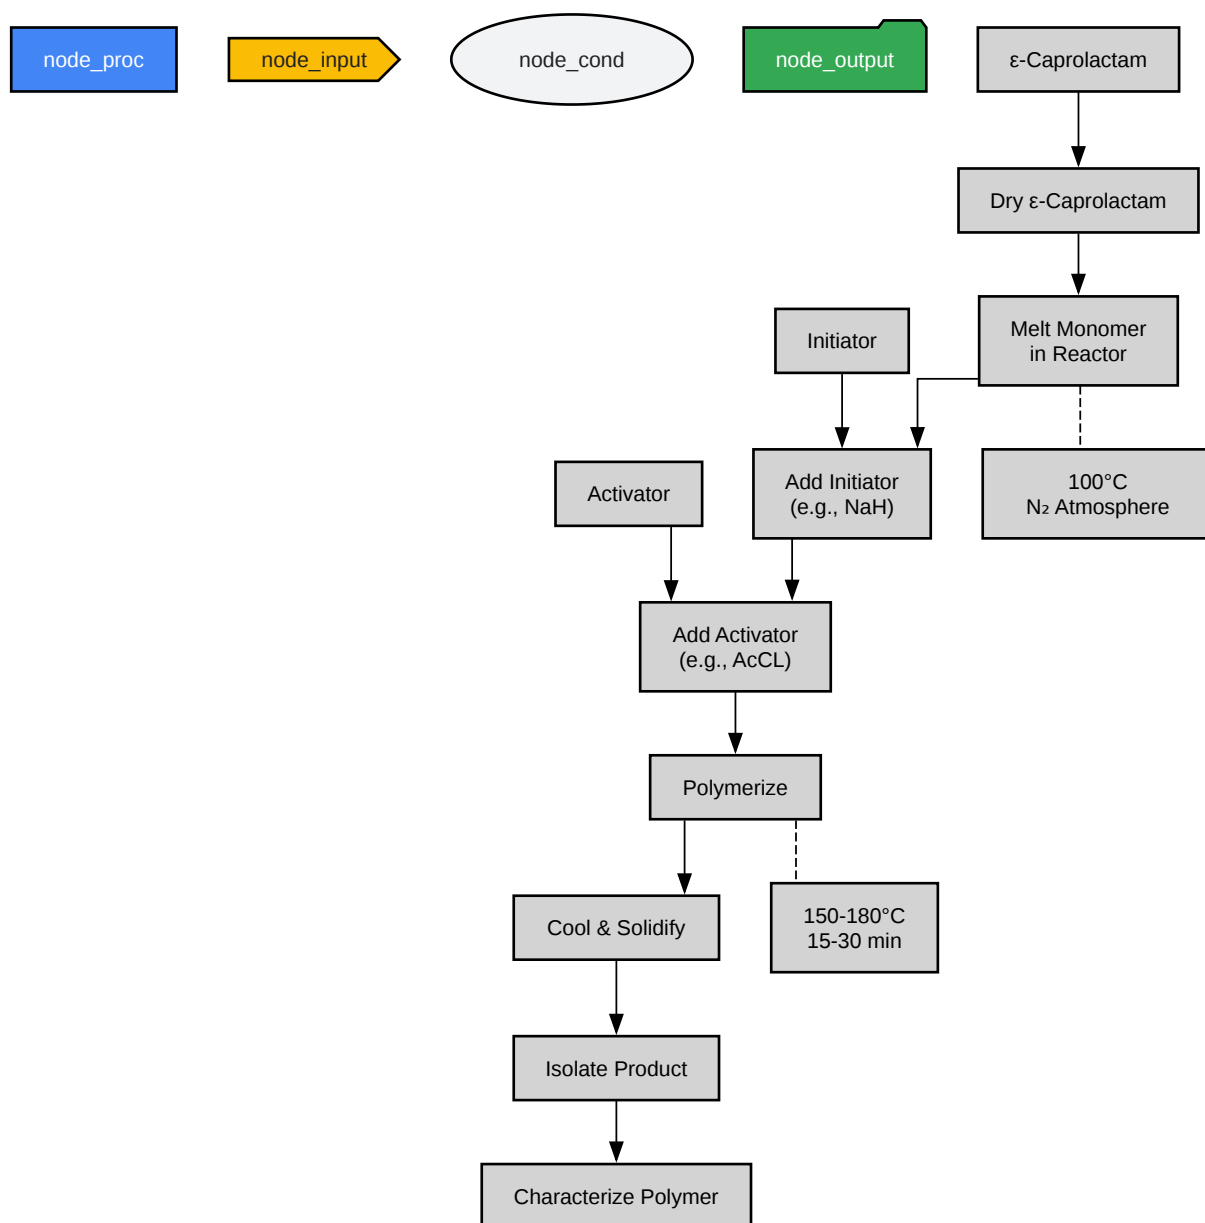 node_proc
node_input
node_cond
node_output
ε-Caprolactam
Dry ε-Caprolactam
Melt Monomer
in Reactor
Initiator
Activator
Add Initiator
(e.g., NaH)
100°C
N₂ Atmosphere
Add Activator
(e.g., AcCL)
Polymerize
Cool & Solidify
150-180°C
15-30 min
Isolate Product
Characterize Polymer